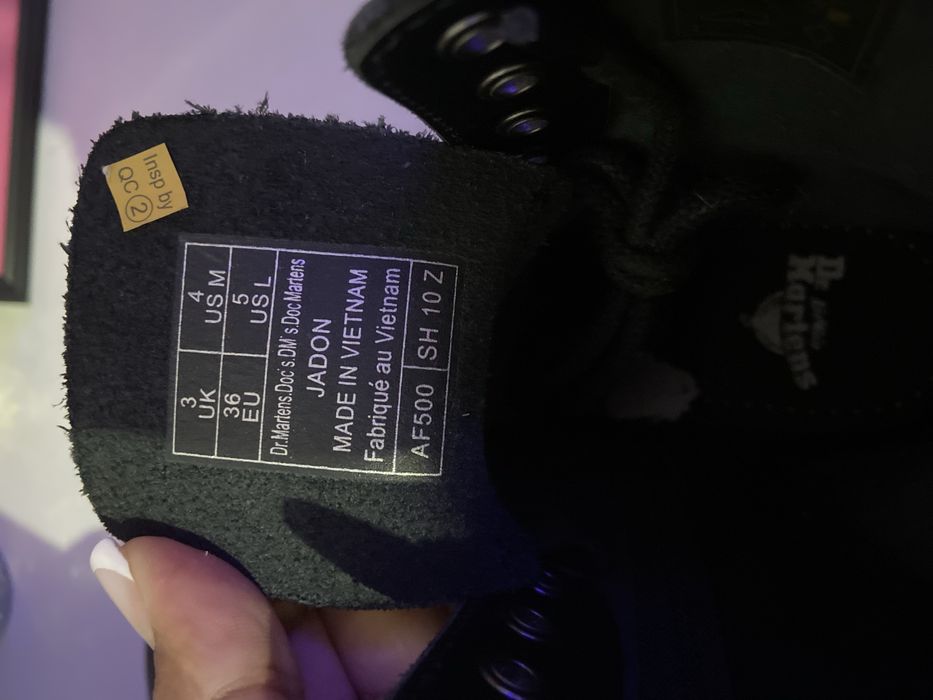 Insp by
QC 2
3 UK
4 US M
36 EU
5 US L
Dr.Martens.Doc's.DM's.DocMartens
JADON
MADE IN VIETNAM
Fabriqué au Vietnam
AF500 SH 10 Z
Dr.
Martens